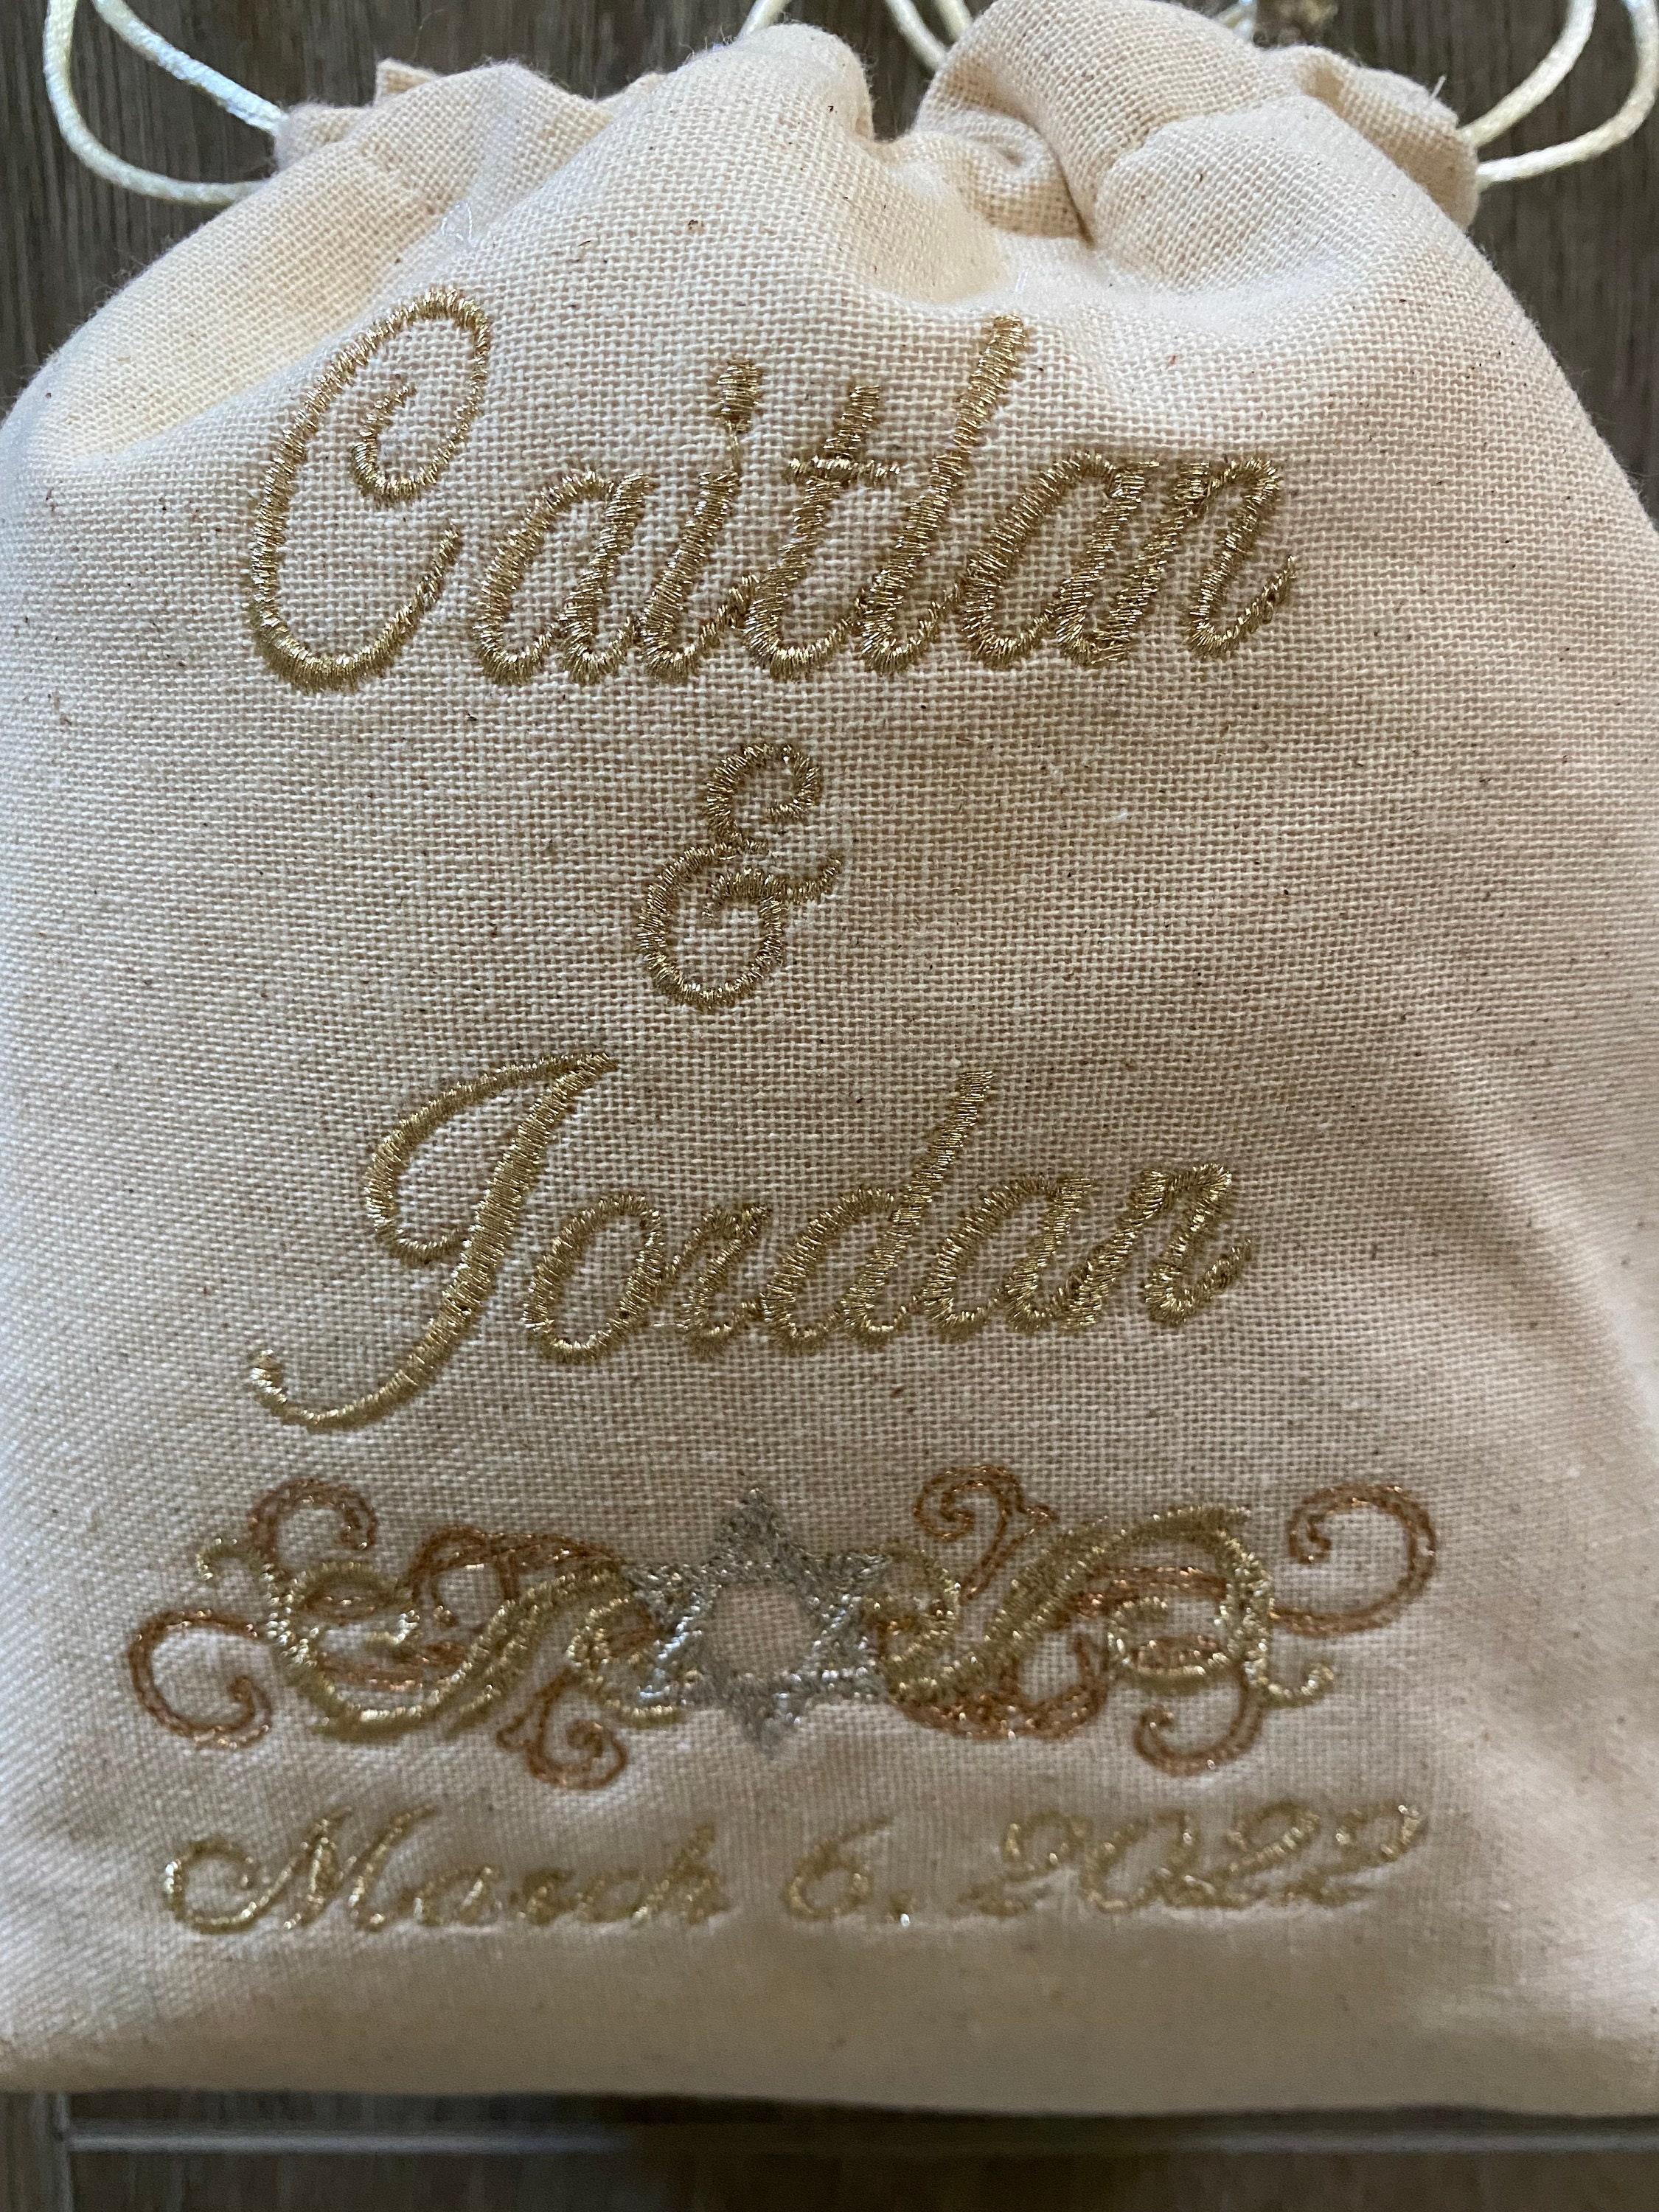 Caitlan
&
Jordan
March 6, 2022